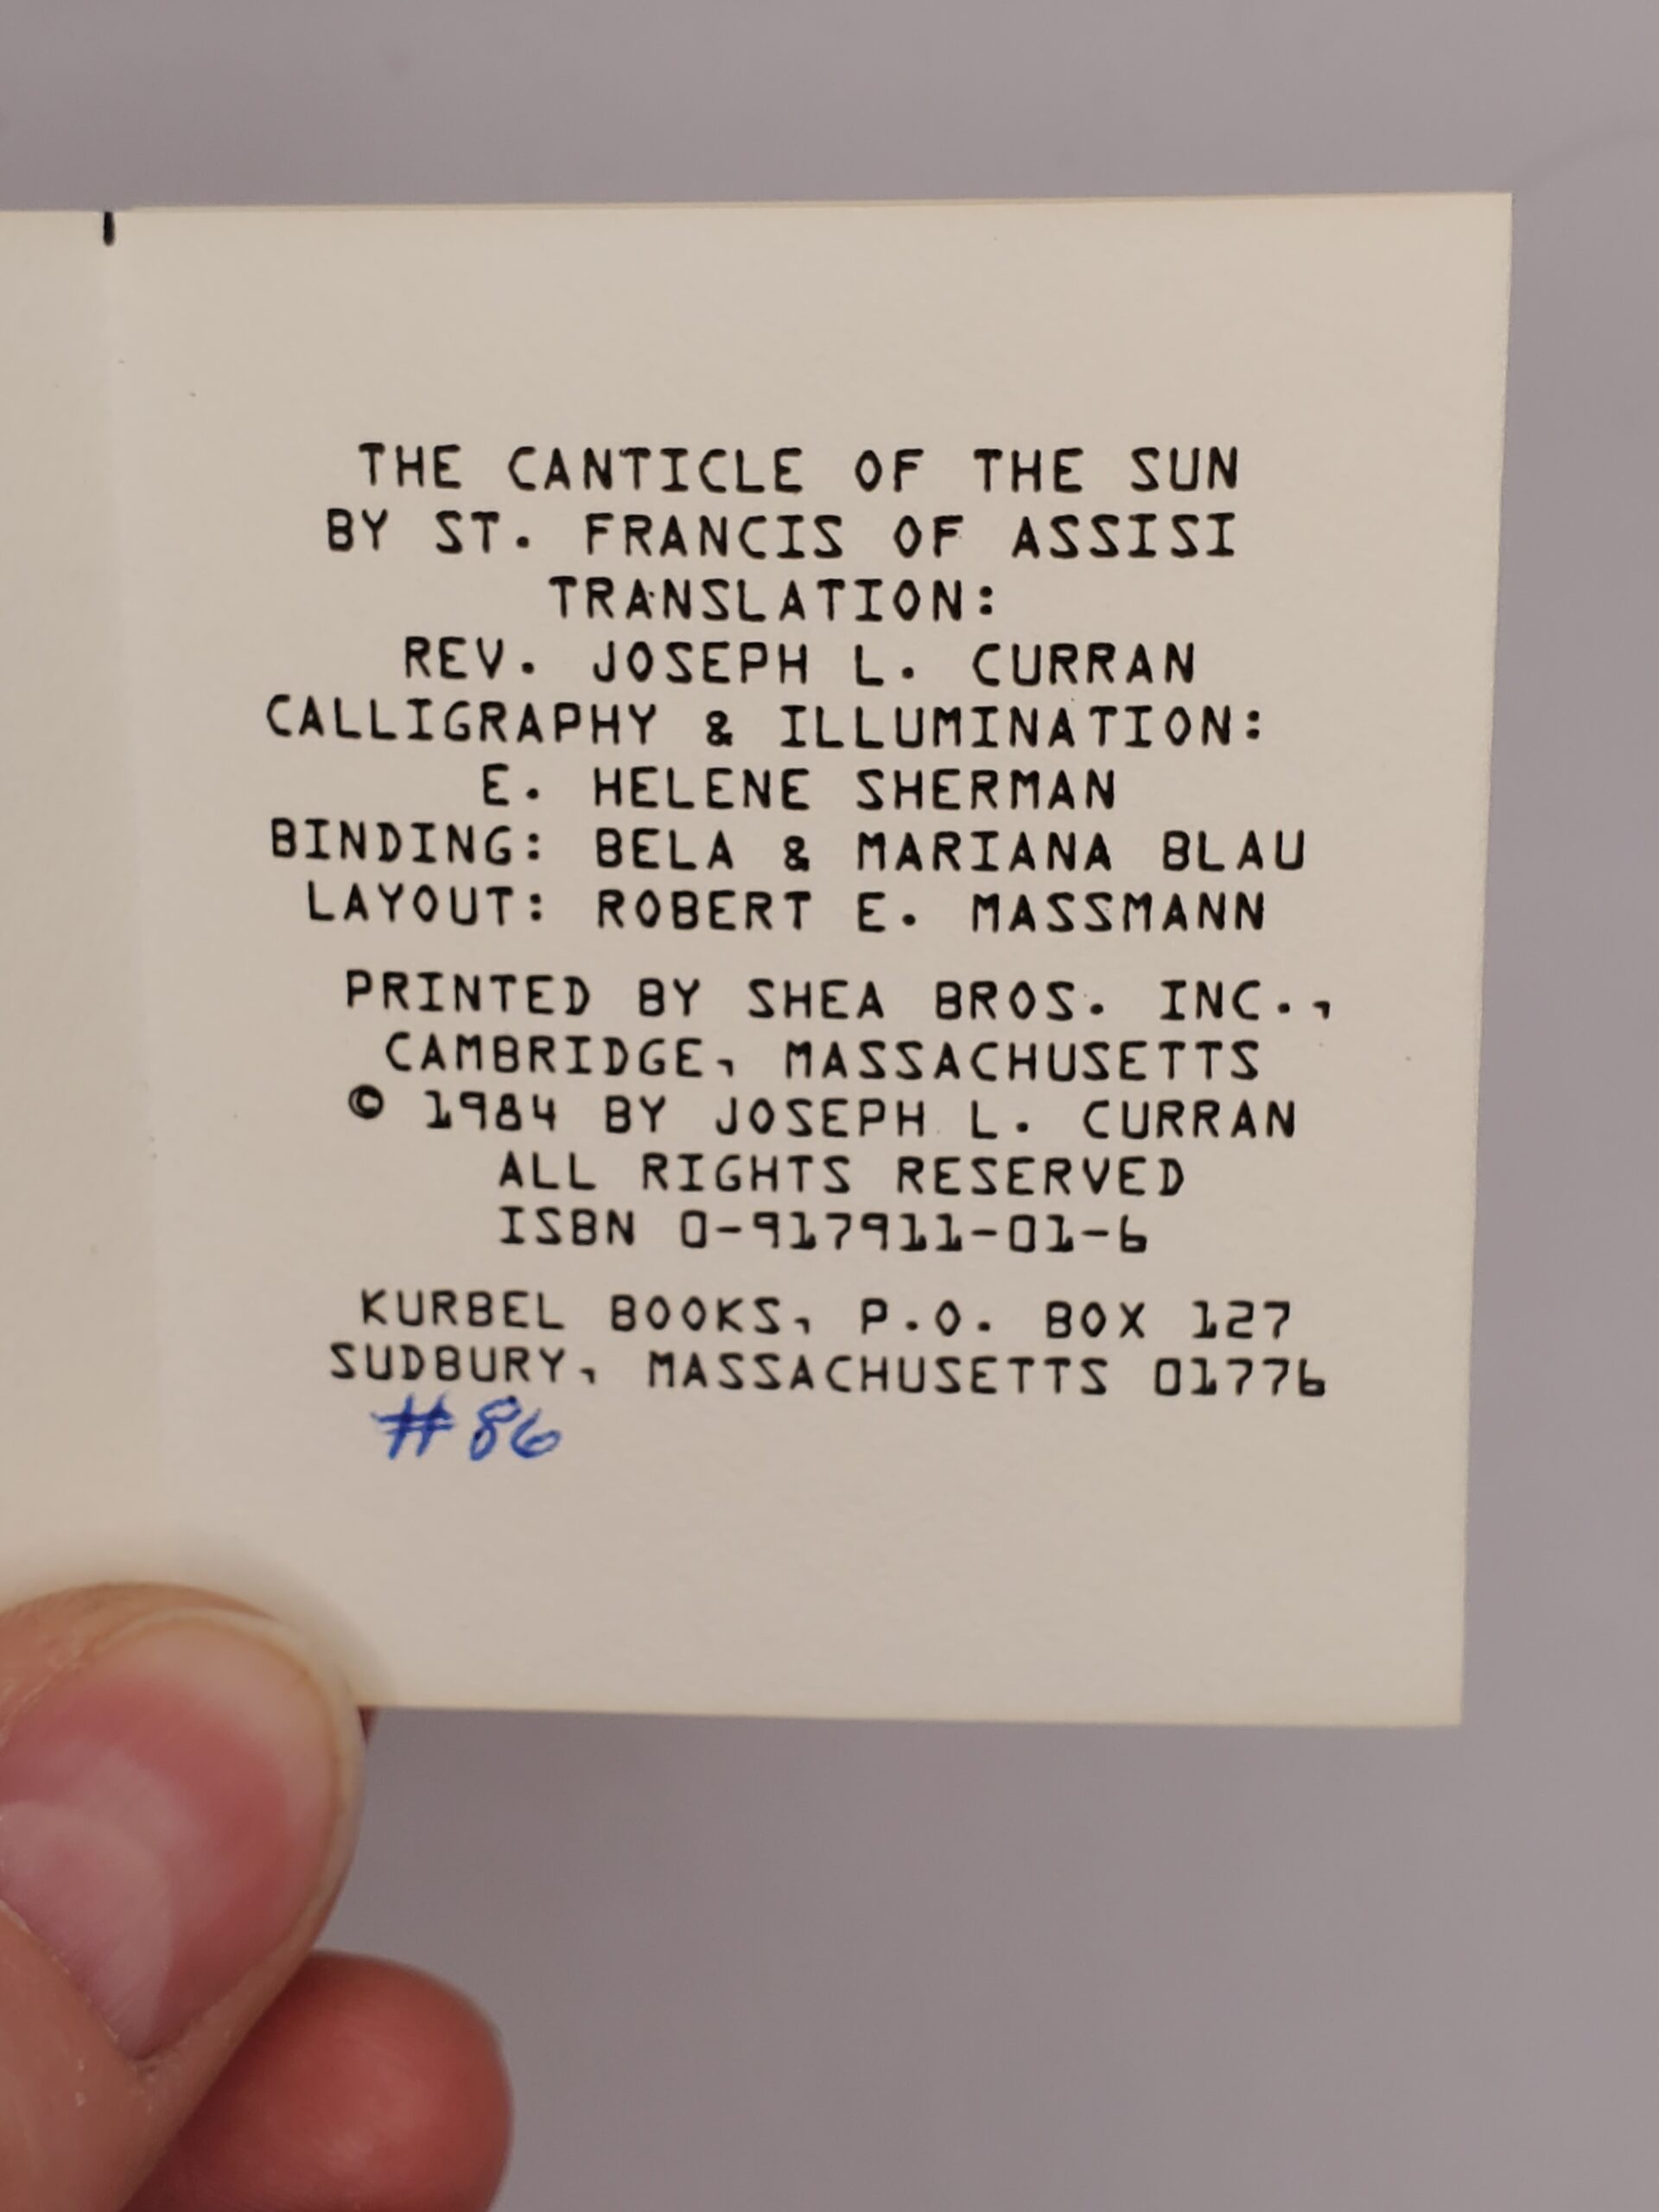 THE CANTICLE OF THE SUN
BY ST. FRANCIS OF ASSISI
TRANSLATION:
REV. JOSEPH L. CURRAN
CALLIGRAPHY & ILLUMINATION:
E. HELENE SHERMAN
BINDING: BELA & MARIANA BLAU
LAYOUT: ROBERT E. MASSMANN
PRINTED BY SHEA BROS. INC.,
CAMBRIDGE, MASSACHUSETTS
© 1984 BY JOSEPH L. CURRAN
ALL RIGHTS RESERVED
ISBN 0-917911-01-6
KURBEL BOOKS, P.O. BOX 127
SUDBURY, MASSACHUSETTS 01776
#86